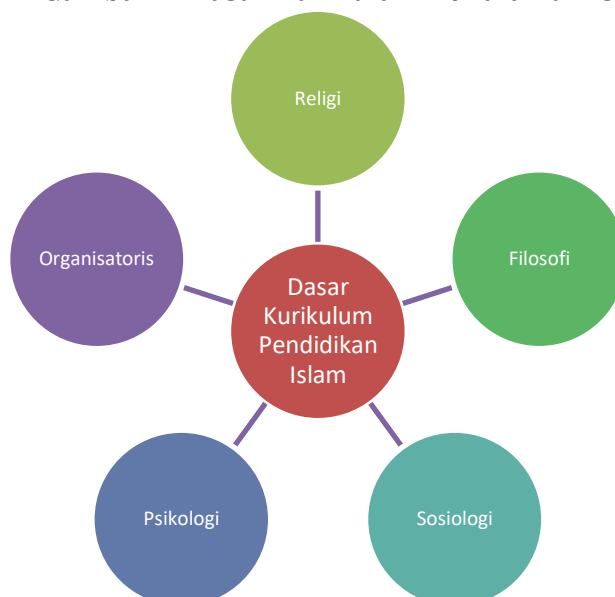 Religi
Filosofi
Organisatoris
Dasar
Kurikulum
Pendidikan
Islam
Psikologi
Sosiologi